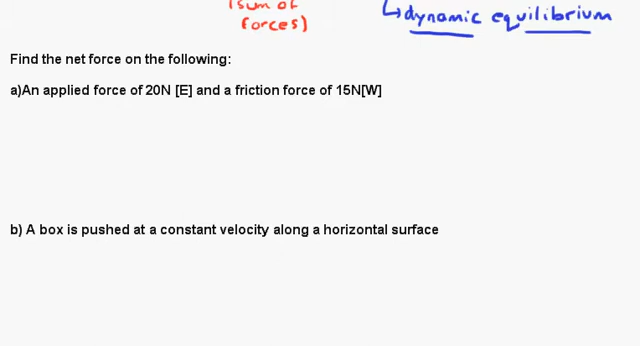 (sum of
forces)
↳dynamic equilibrium
Find the net force on the following:
a)An applied force of 20N [E] and a friction force of 15N[W]
b) A box is pushed at a constant velocity along a horizontal surface